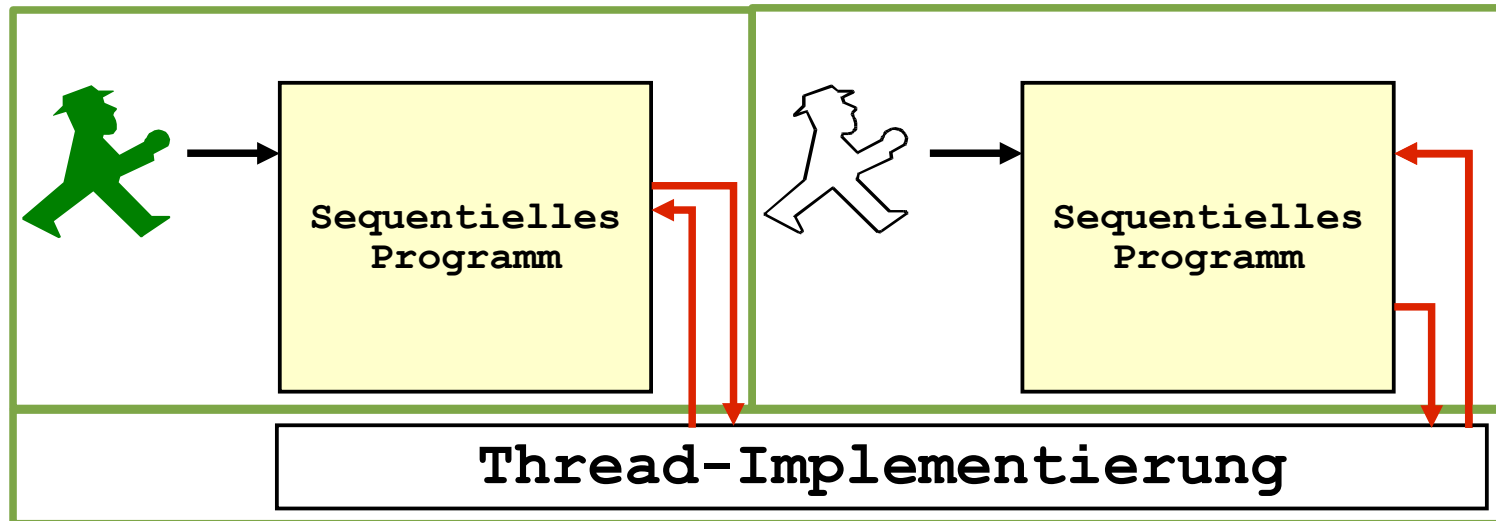 Sequentielles
Programm
Sequentielles
Programm
Thread-Implementierung